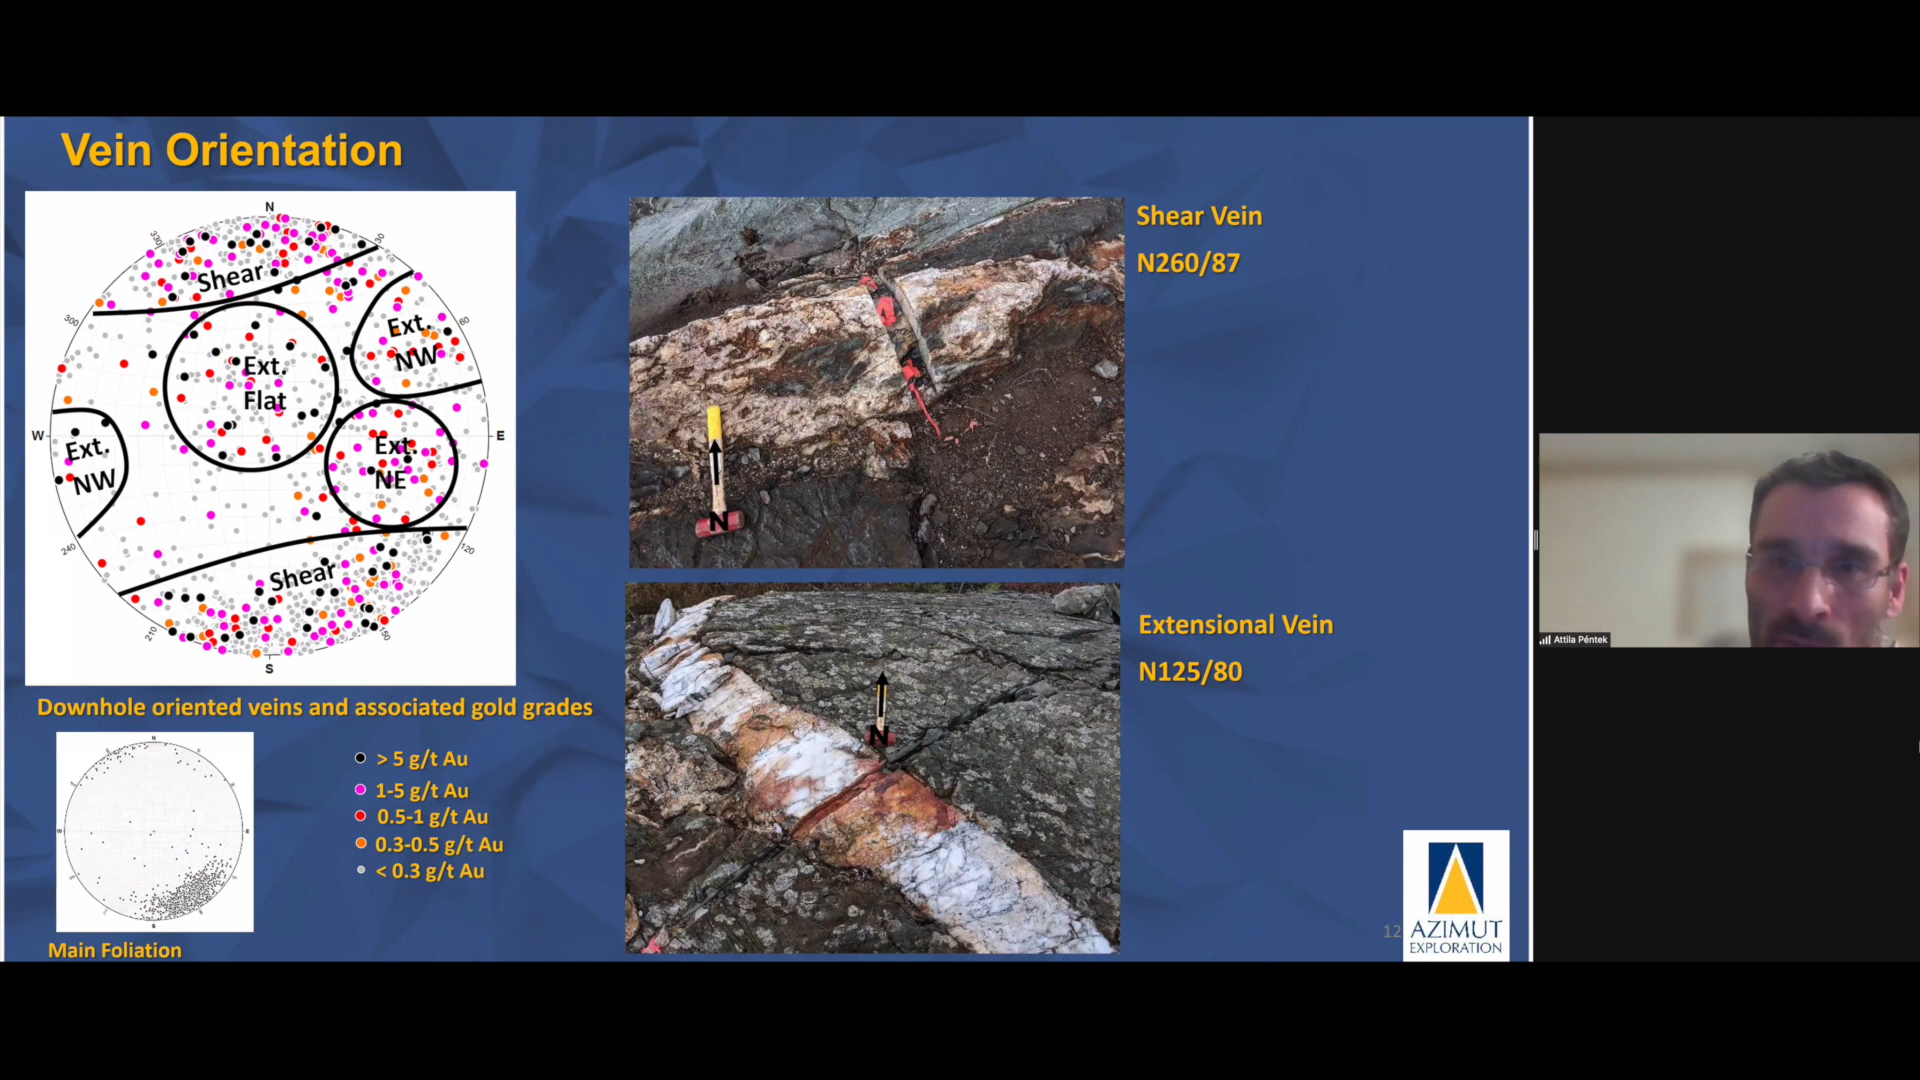 Vein Orientation
N
330
30
Shear
300
60
Ext.
NW
Ext.
Flat
W
E
Ext.
NW
Ext.
NE
240
120
Shear
210
150
S
Downhole oriented veins and associated gold grades
N
W
E
S
Main Foliation
> 5 g/t Au
1-5 g/t Au
0.5-1 g/t Au
0.3-0.5 g/t Au
< 0.3 g/t Au
N
Shear Vein
N260/87
N
Extensional Vein
N125/80
12
AZIMUT
EXPLORATION
Attila Péntek